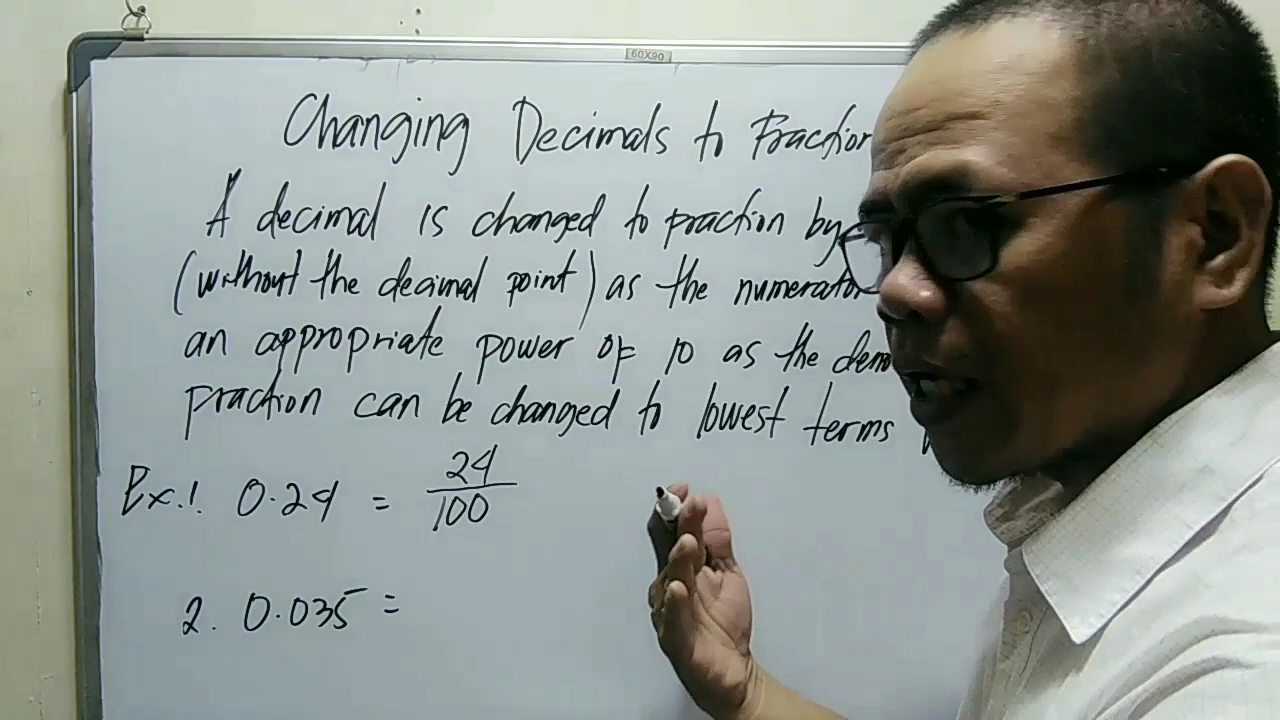 60X90
Changing Decimals to Fraction
A decimal is changed to fraction by
(without the decimal point) as the numerator
an appropriate power of 10 as the deno
fraction can be changed to lowest terms
Ex.1. 0.24 = 24/100
2. 0.035 =